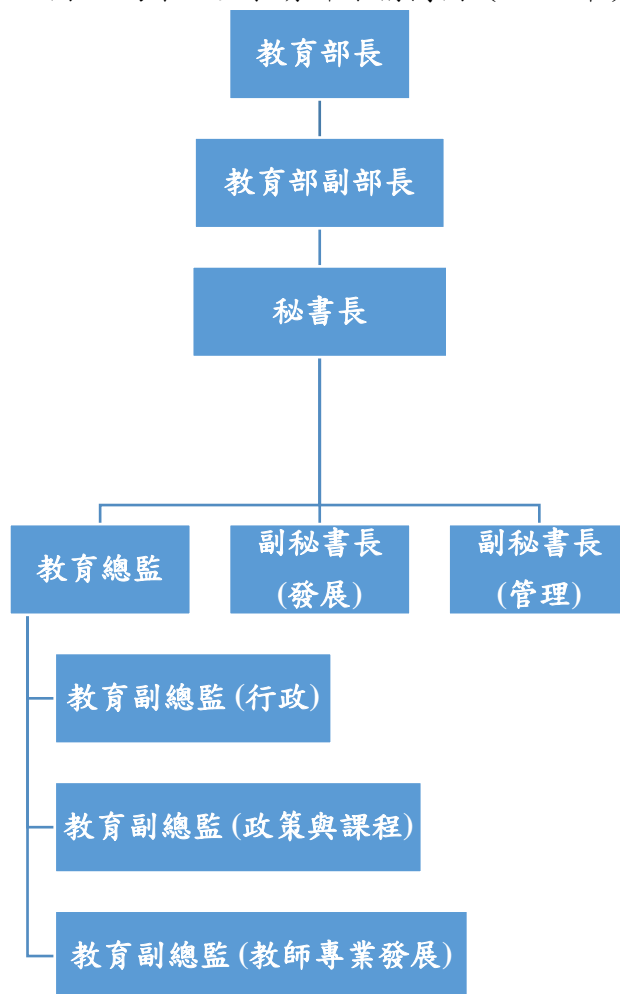 教育部長
教育部副部長
秘書長
教育總監
副秘書長
(發展)
副秘書長
(管理)
教育副總監(行政)
教育副總監(政策與課程)
教育副總監(教師專業發展)